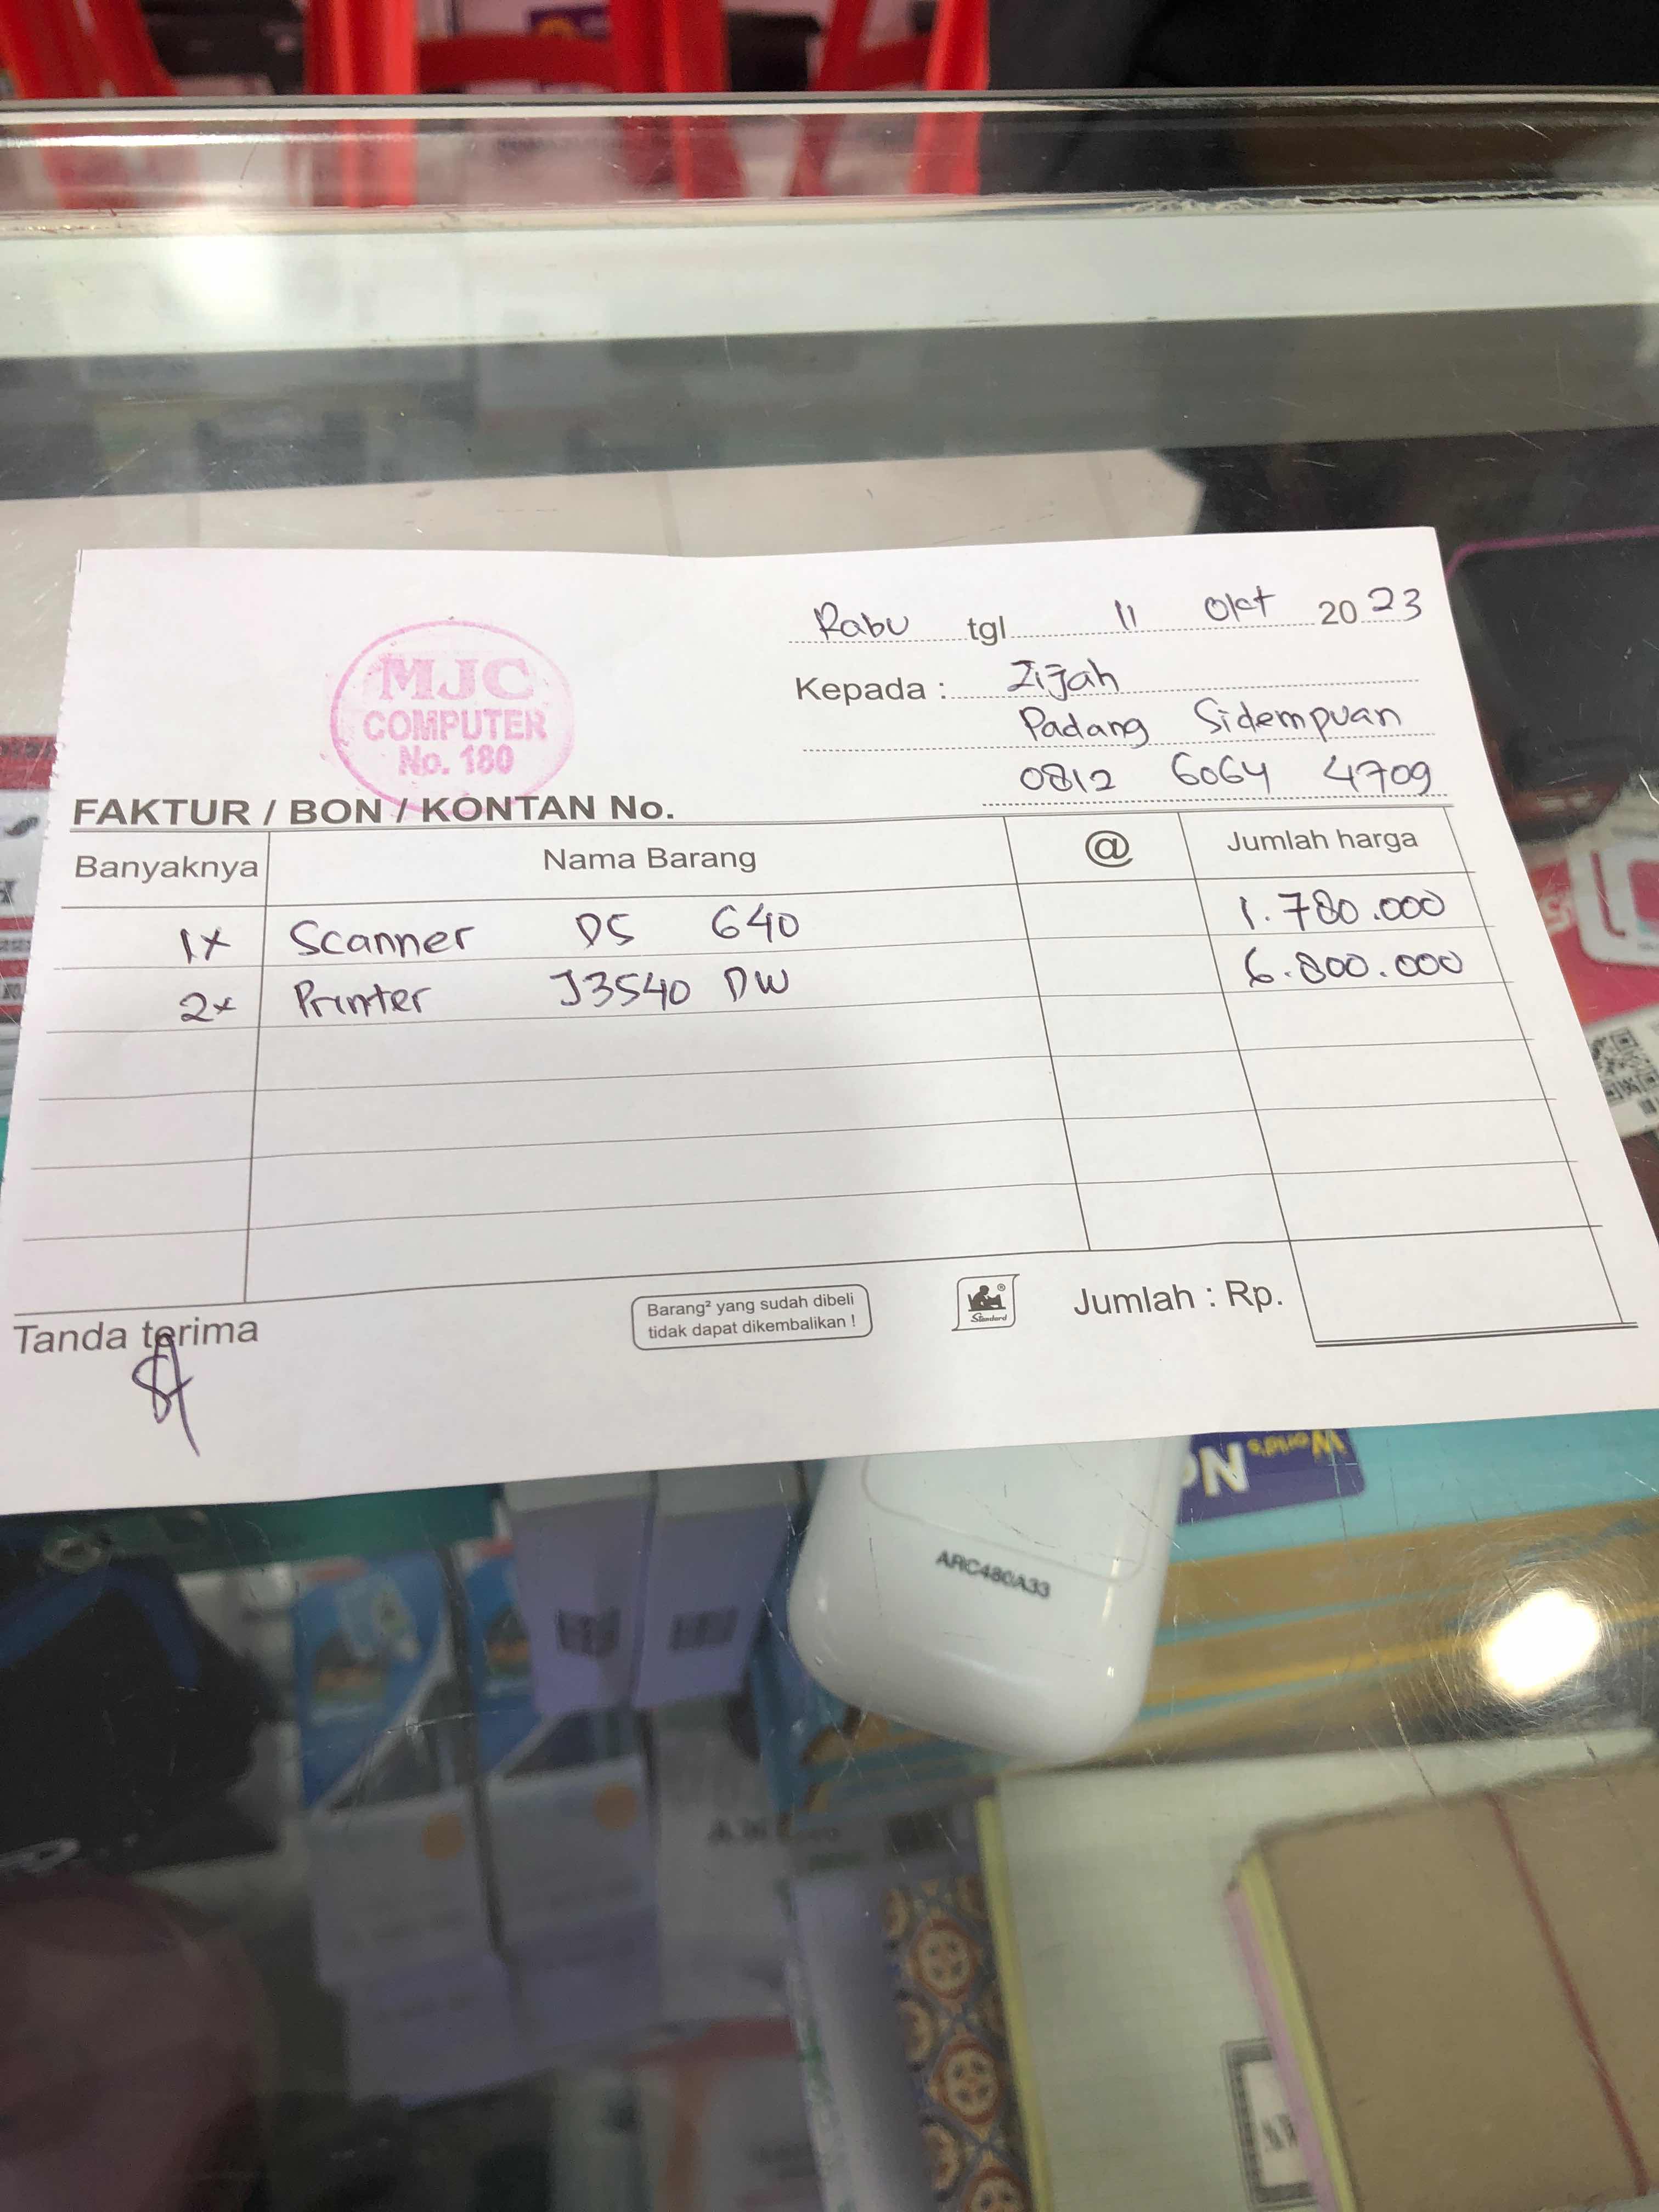 Rabu tgl 11 Okt 2023
MJC
COMPUTER
No. 180
Kepada : Zijah
Padang Sidempuan
0812 6064 4709
FAKTUR / BON / KONTAN No.
Banyaknya Nama Barang @ Jumlah harga
1x Scanner DS 640 1.780.000
2x Printer J3540 DW 6.800.000
Tanda terima
Barang² yang sudah dibeli
tidak dapat dikembalikan !
Standard
Jumlah : Rp.
World's
ARC480A33